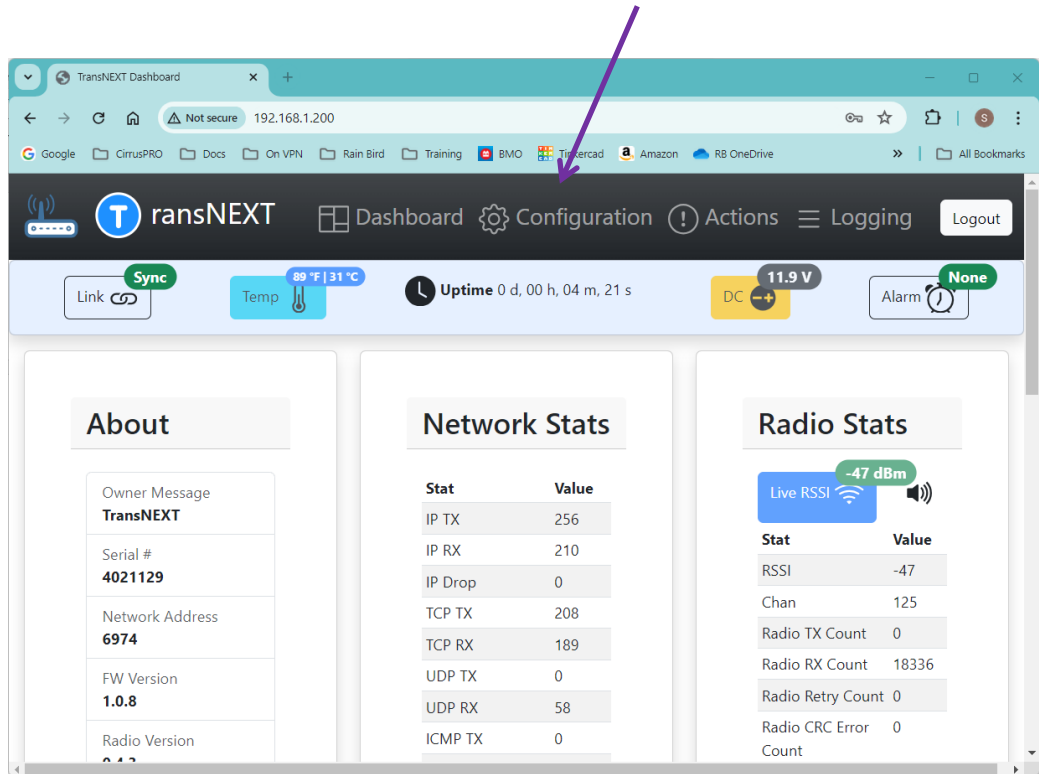 TransNEXT Dashboard
Not secure 192.168.1.200
S
Google CirrusPRO Docs On VPN Rain Bird Training BMO Tinkercad Amazon RB OneDrive » All Bookmarks
T ransNEXT Dashboard Configuration Actions Logging Logout
Link Sync Temp 89 °F | 31 °C Uptime 0 d, 00 h, 04 m, 21 s DC 11.9 V Alarm None
About
Owner Message
TransNEXT
Serial #
4021129
Network Address
6974
FW Version
1.0.8
Radio Version
Network Stats
Stat Value
IP TX 256
IP RX 210
IP Drop 0
TCP TX 208
TCP RX 189
UDP TX 0
UDP RX 58
ICMP TX 0
Radio Stats
-47 dBm
Live RSSI
Stat Value
RSSI -47
Chan 125
Radio TX Count 0
Radio RX Count 18336
Radio Retry Count 0
Radio CRC Error 0
Count